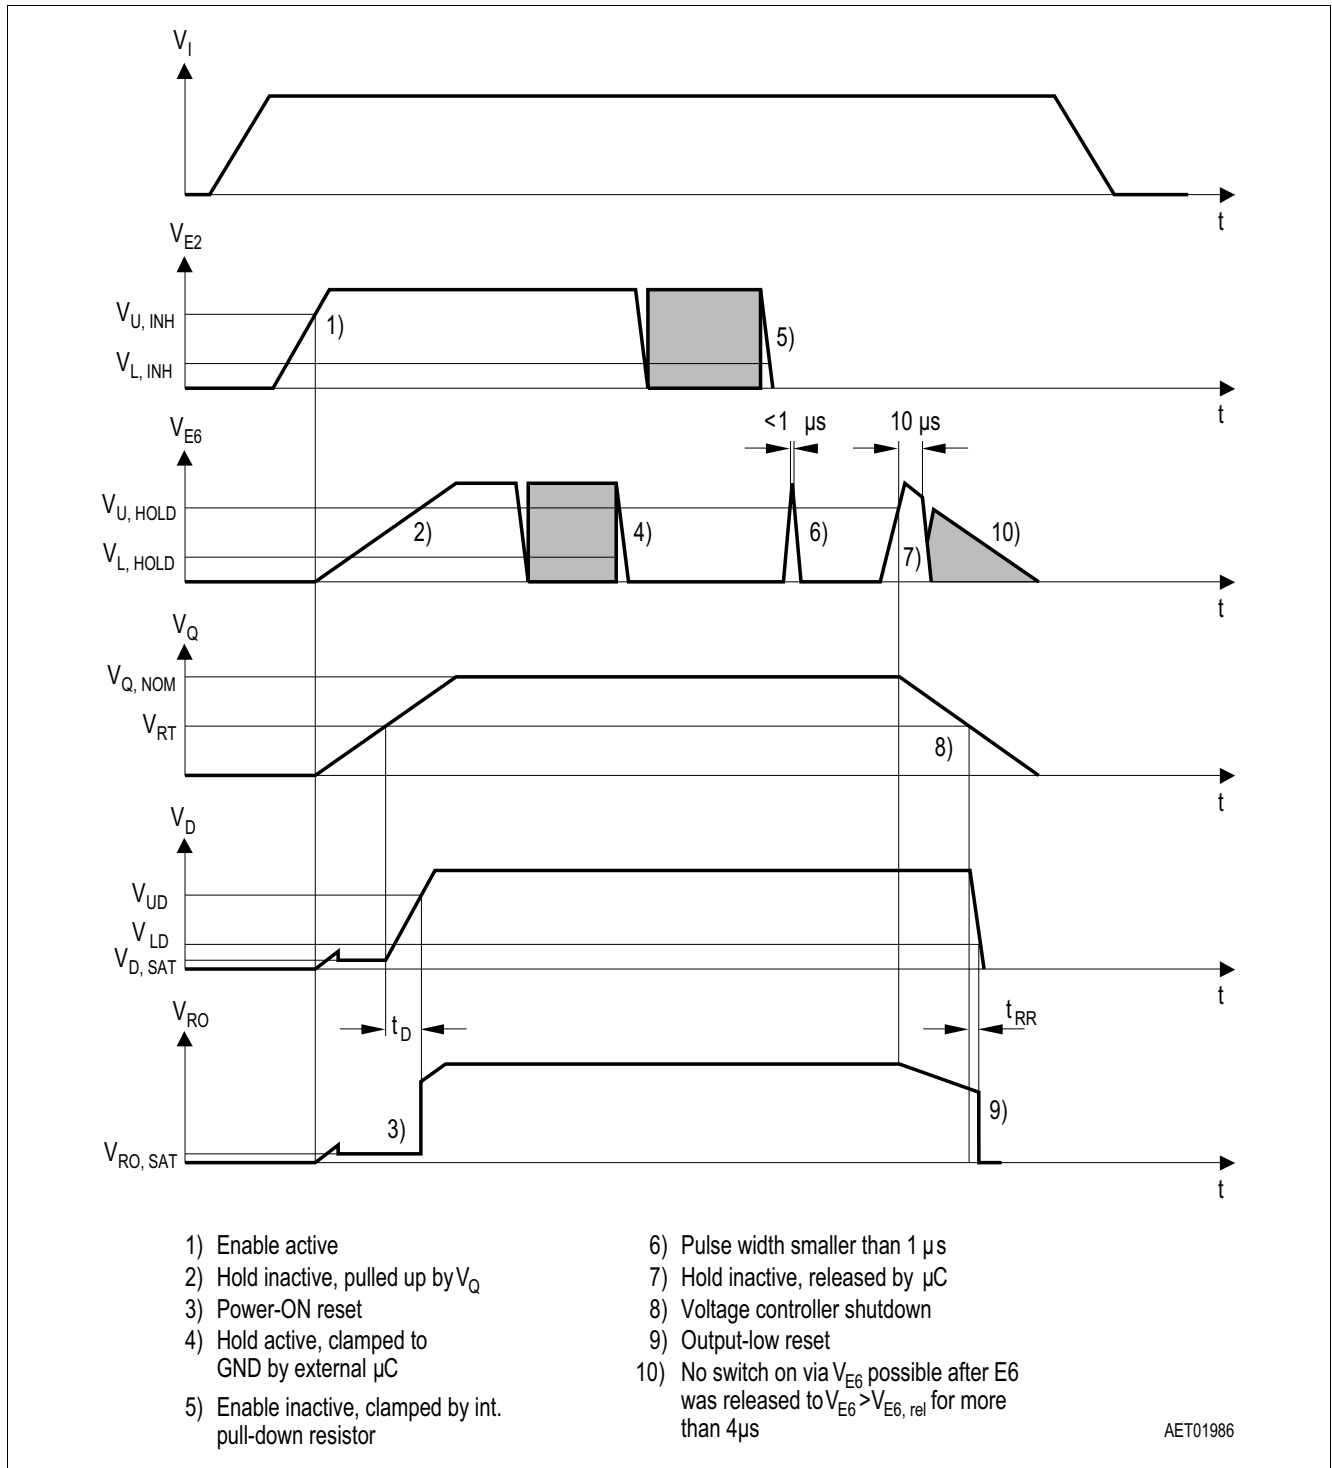 V_I
t
V_E2
V_U, INH
1)
5)
V_L, INH
t
V_E6
<1 µs
10 µs
V_U, HOLD
2)
4)
6)
7)
10)
V_L, HOLD
t
V_Q
V_Q, NOM
V_RT
8)
t
V_D
V_UD
V_LD
V_D, SAT
t
V_RO
t_D
t_RR
3)
9)
V_RO, SAT
t
1) Enable active
2) Hold inactive, pulled up by V_Q
3) Power-ON reset
4) Hold active, clamped to
GND by external µC
5) Enable inactive, clamped by int.
pull-down resistor
6) Pulse width smaller than 1 µs
7) Hold inactive, released by µC
8) Voltage controller shutdown
9) Output-low reset
10) No switch on via V_E6 possible after E6
was released to V_E6 >V_E6, rel for more
than 4µs
AET01986